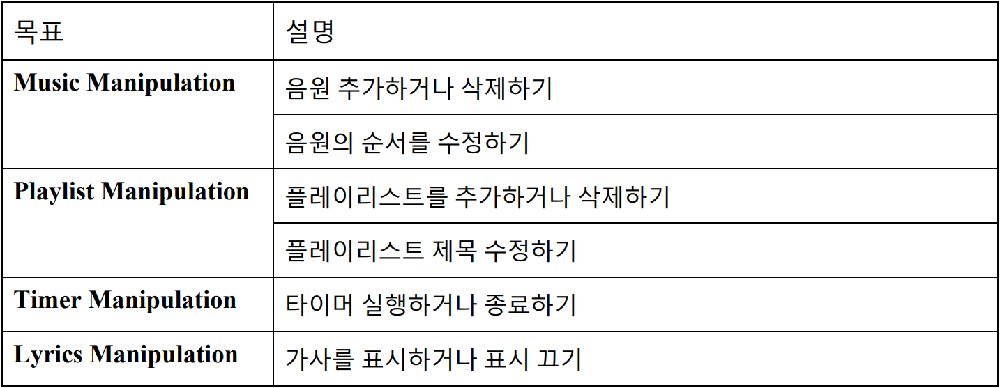 목표 설명
Music Manipulation 음원 추가하거나 삭제하기
음원의 순서를 수정하기
Playlist Manipulation 플레이리스트를 추가하거나 삭제하기
플레이리스트 제목 수정하기
Timer Manipulation 타이머 실행하거나 종료하기
Lyrics Manipulation 가사를 표시하거나 표시 끄기